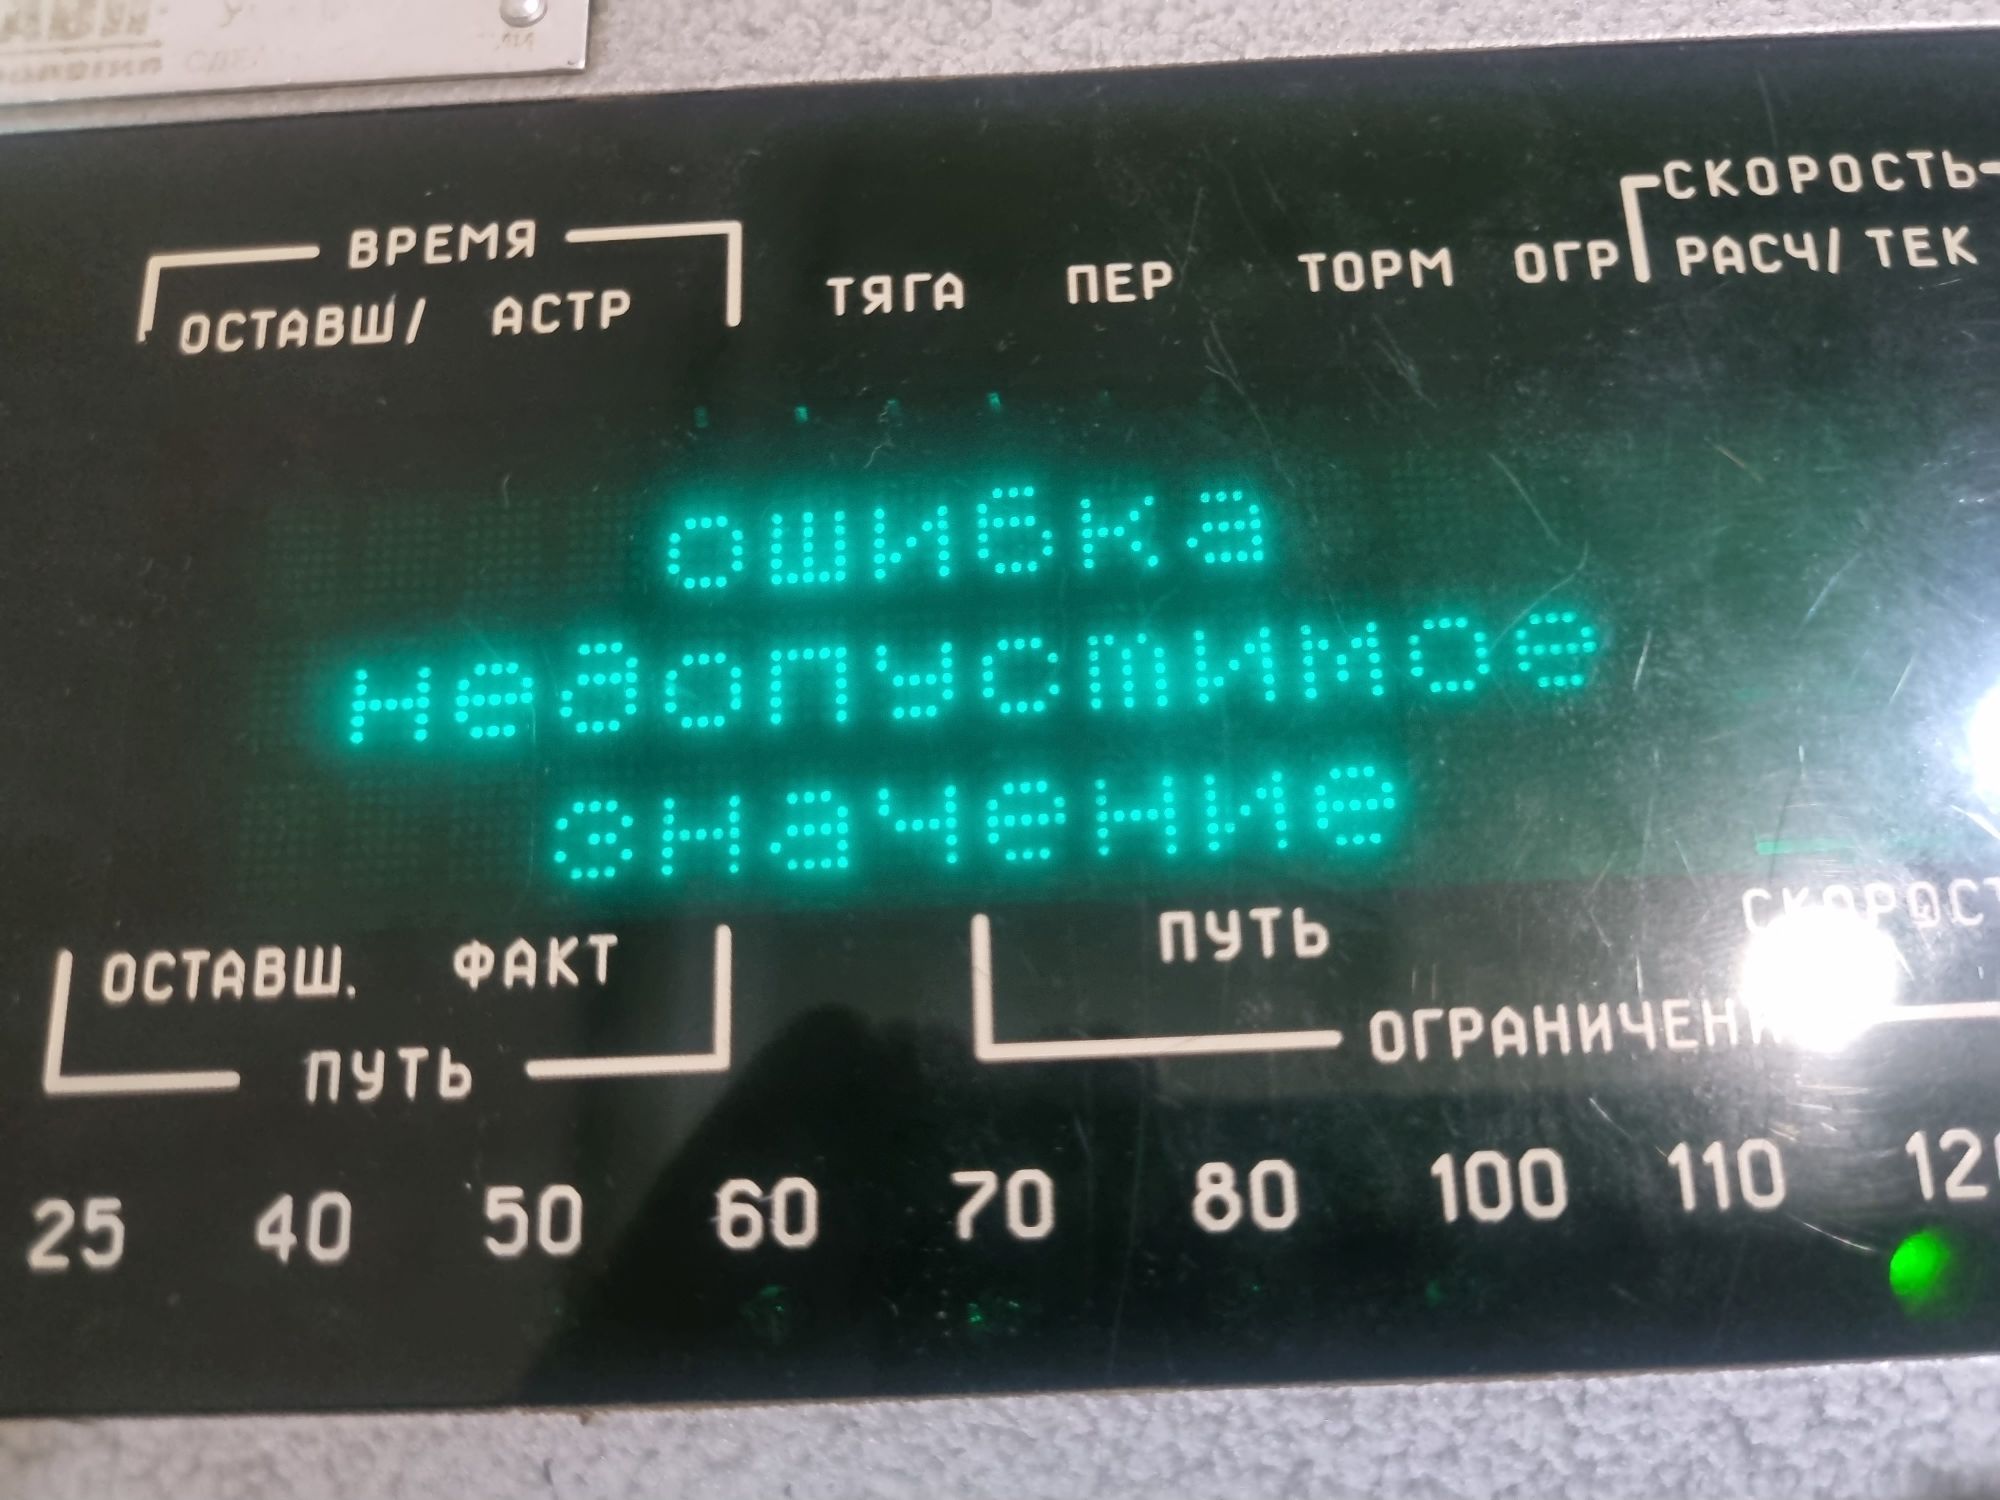 ВРЕМЯ
ОСТАВШ/ АСТР
ТЯГА ПЕР ТОРМ ОГР
СКОРОСТЬ
РАСЧ/ ТЕК
ошибка
недопустимое
значение
ОСТАВШ. ФАКТ
ПУТЬ
ПУТЬ
25 40 50 60 70 80 100 110